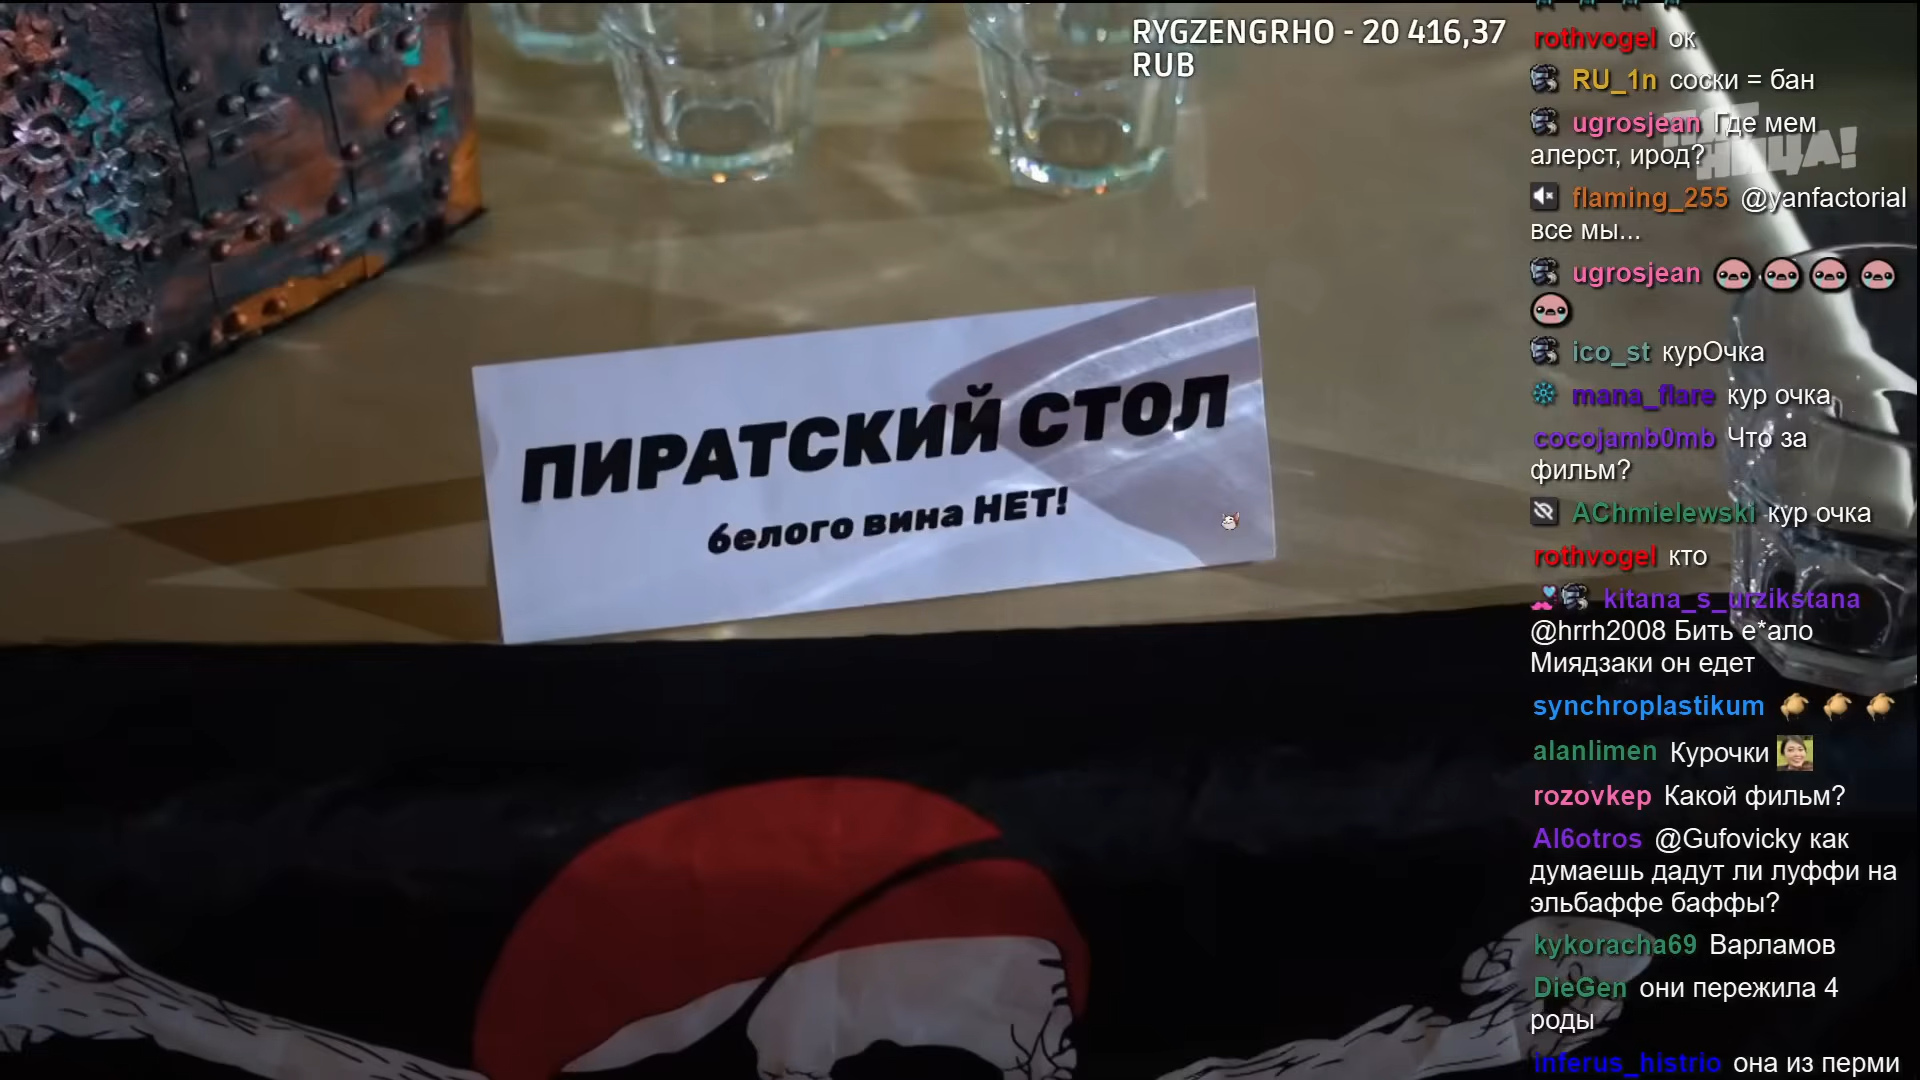 RYGZENGRHO - 20 416,37
RUB
ПЯТ
НИЦА!
ПИРАТСКИЙ СТОЛ
белого вина НЕТ!
rothvogel ок
RU_1n соски = бан
ugrosjean Где мем
алерст, ирод?
flaming_255 @yanfactorial
все мы...
ugrosjean
ico_st курОчка
mana_flare кур очка
cocojamb0mb Что за
фильм?
AChmielewski кур очка
rothvogel кто
kitana_s_urzikstana
@hrrh2008 Бить е*ало
Миядзаки он едет
synchroplastikum
alanlimen Курочки
rozovkep Какой фильм?
Al6otros @Gufovicky как
думаешь дадут ли луффи на
эльбаффе баффы?
kykoracha69 Варламов
DieGen они пережила 4
роды
inferus_histrio она из перми